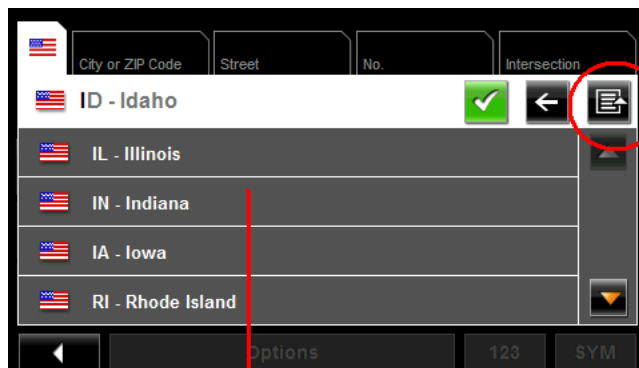 City or ZIP Code Street No. Intersection
ID - Idaho
IL - Illinois
IN - Indiana
IA - Iowa
RI - Rhode Island
Options 123 SYM